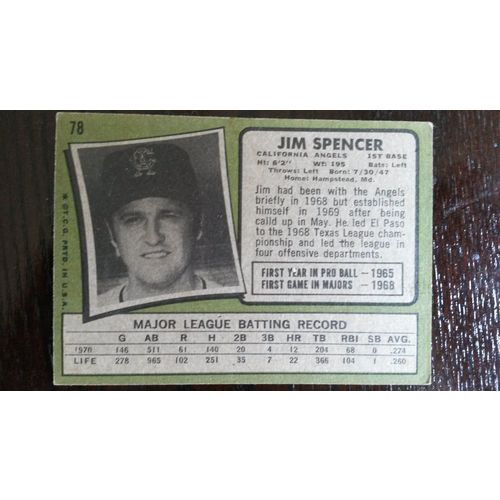 78
JIM SPENCER
CALIFORNIA ANGELS 1ST BASE
Ht: 6'2" Wt: 195 Bats: Left
Throws: Left Born: 7/30/47
Home: Hampstead, Md.
Jim had been with the Angels
briefly in 1968 but established
himself in 1969 after being
calld up in May. He led El Paso
to the 1968 Texas League cham-
pionship and led the league in
four offensive departments.
FIRST YEAR IN PRO BALL—1965
FIRST GAME IN MAJORS—1968
* ©T.C.G. PRTD. IN U.S.A.
MAJOR LEAGUE BATTING RECORD
G AB R H 2B 3B HR TB RBI SB AVG.
1970 146 511 61 140 20 4 12 204 68 0 .274
LIFE 278 965 102 251 35 7 22 366 104 1 .260